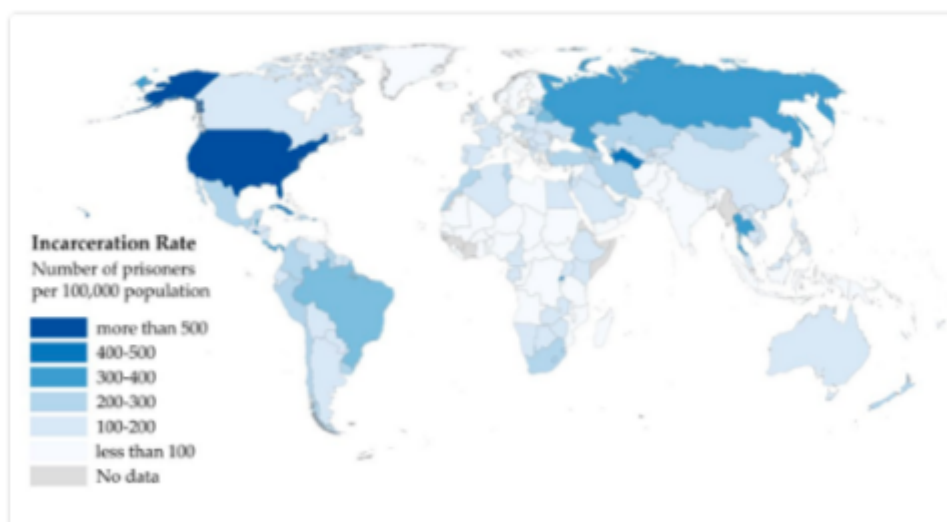 Incarceration Rate
Number of prisoners
per 100,000 population
more than 500
400-500
300-400
200-300
100-200
less than 100
No data